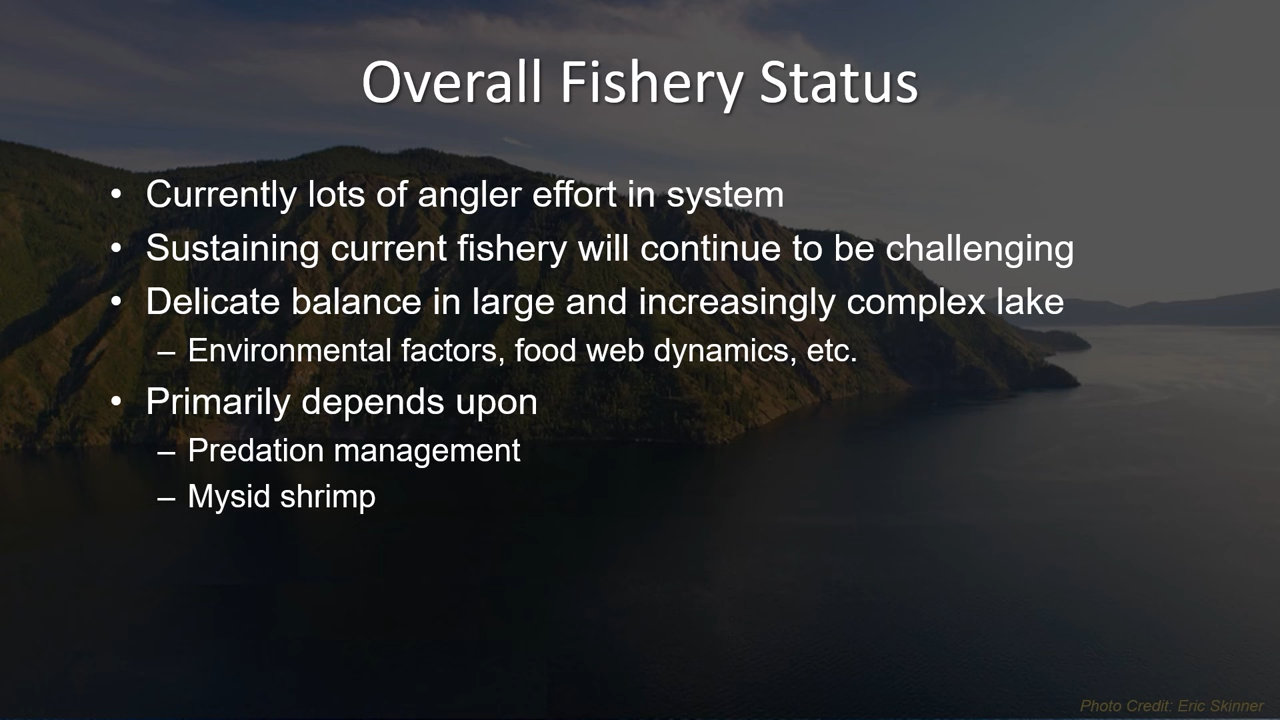 Overall Fishery Status
• Currently lots of angler effort in system
• Sustaining current fishery will continue to be challenging
• Delicate balance in large and increasingly complex lake
– Environmental factors, food web dynamics, etc.
• Primarily depends upon
– Predation management
– Mysid shrimp
Photo Credit: Eric Skinner